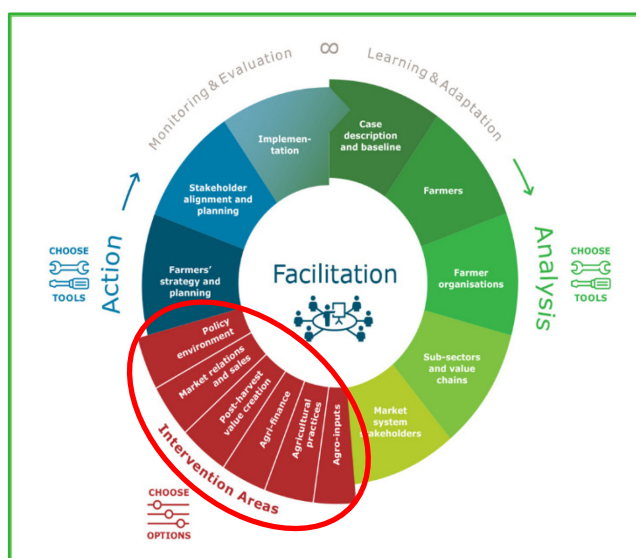 Monitoring & Evaluation
∞
Learning & Adaptation
Implemen-
tation
Case
description
and baseline
Stakeholder
alignment and
planning
Farmers
CHOOSE
TOOLS
Action
Farmers'
strategy and
planning
Facilitation
Farmer
organisations
Analysis
CHOOSE
TOOLS
Sub-sectors
and value
chains
Market
system
stakeholders
Policy
environment
Market relations
and sales
Post-harvest
value creation
Agri-finance
Agricultural
practices
Agro-inputs
Intervention Areas
CHOOSE
OPTIONS